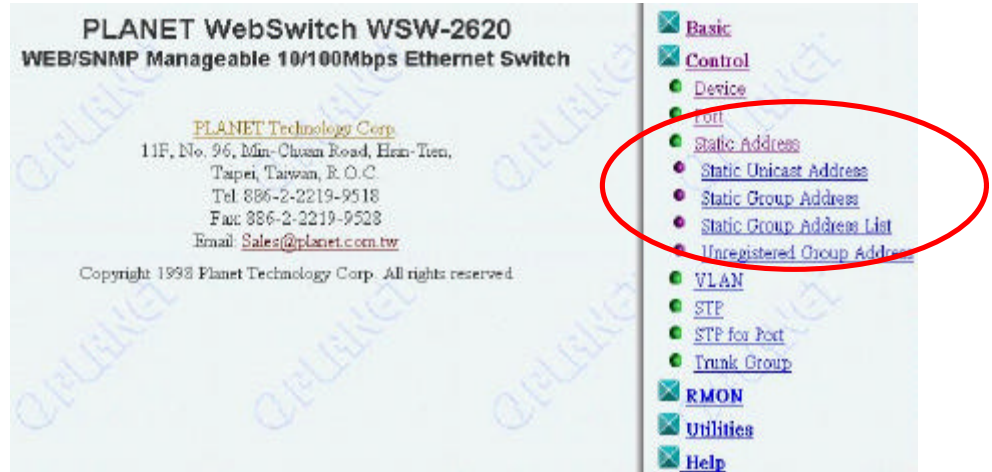 PLANET WebSwitch WSW-2620
WEB/SNMP Manageable 10/100Mbps Ethernet Switch
PLANET Technology Corp.
11F, No. 96, Min-Chuan Road, Hsin-Tien,
Taipei, Taiwan, R.O.C.
Tel: 886-2-2219-9518
Fax: 886-2-2219-9528
Email: Sales@planet.com.tw
Copyright 1998 Planet Technology Corp. All rights reserved
Basic
Control
Device
Port
Static Address
Static Unicast Address
Static Group Address
Static Group Address List
Unregistered Group Address
VLAN
STP
STP for Port
Trunk Group
RMON
Utilities
Help